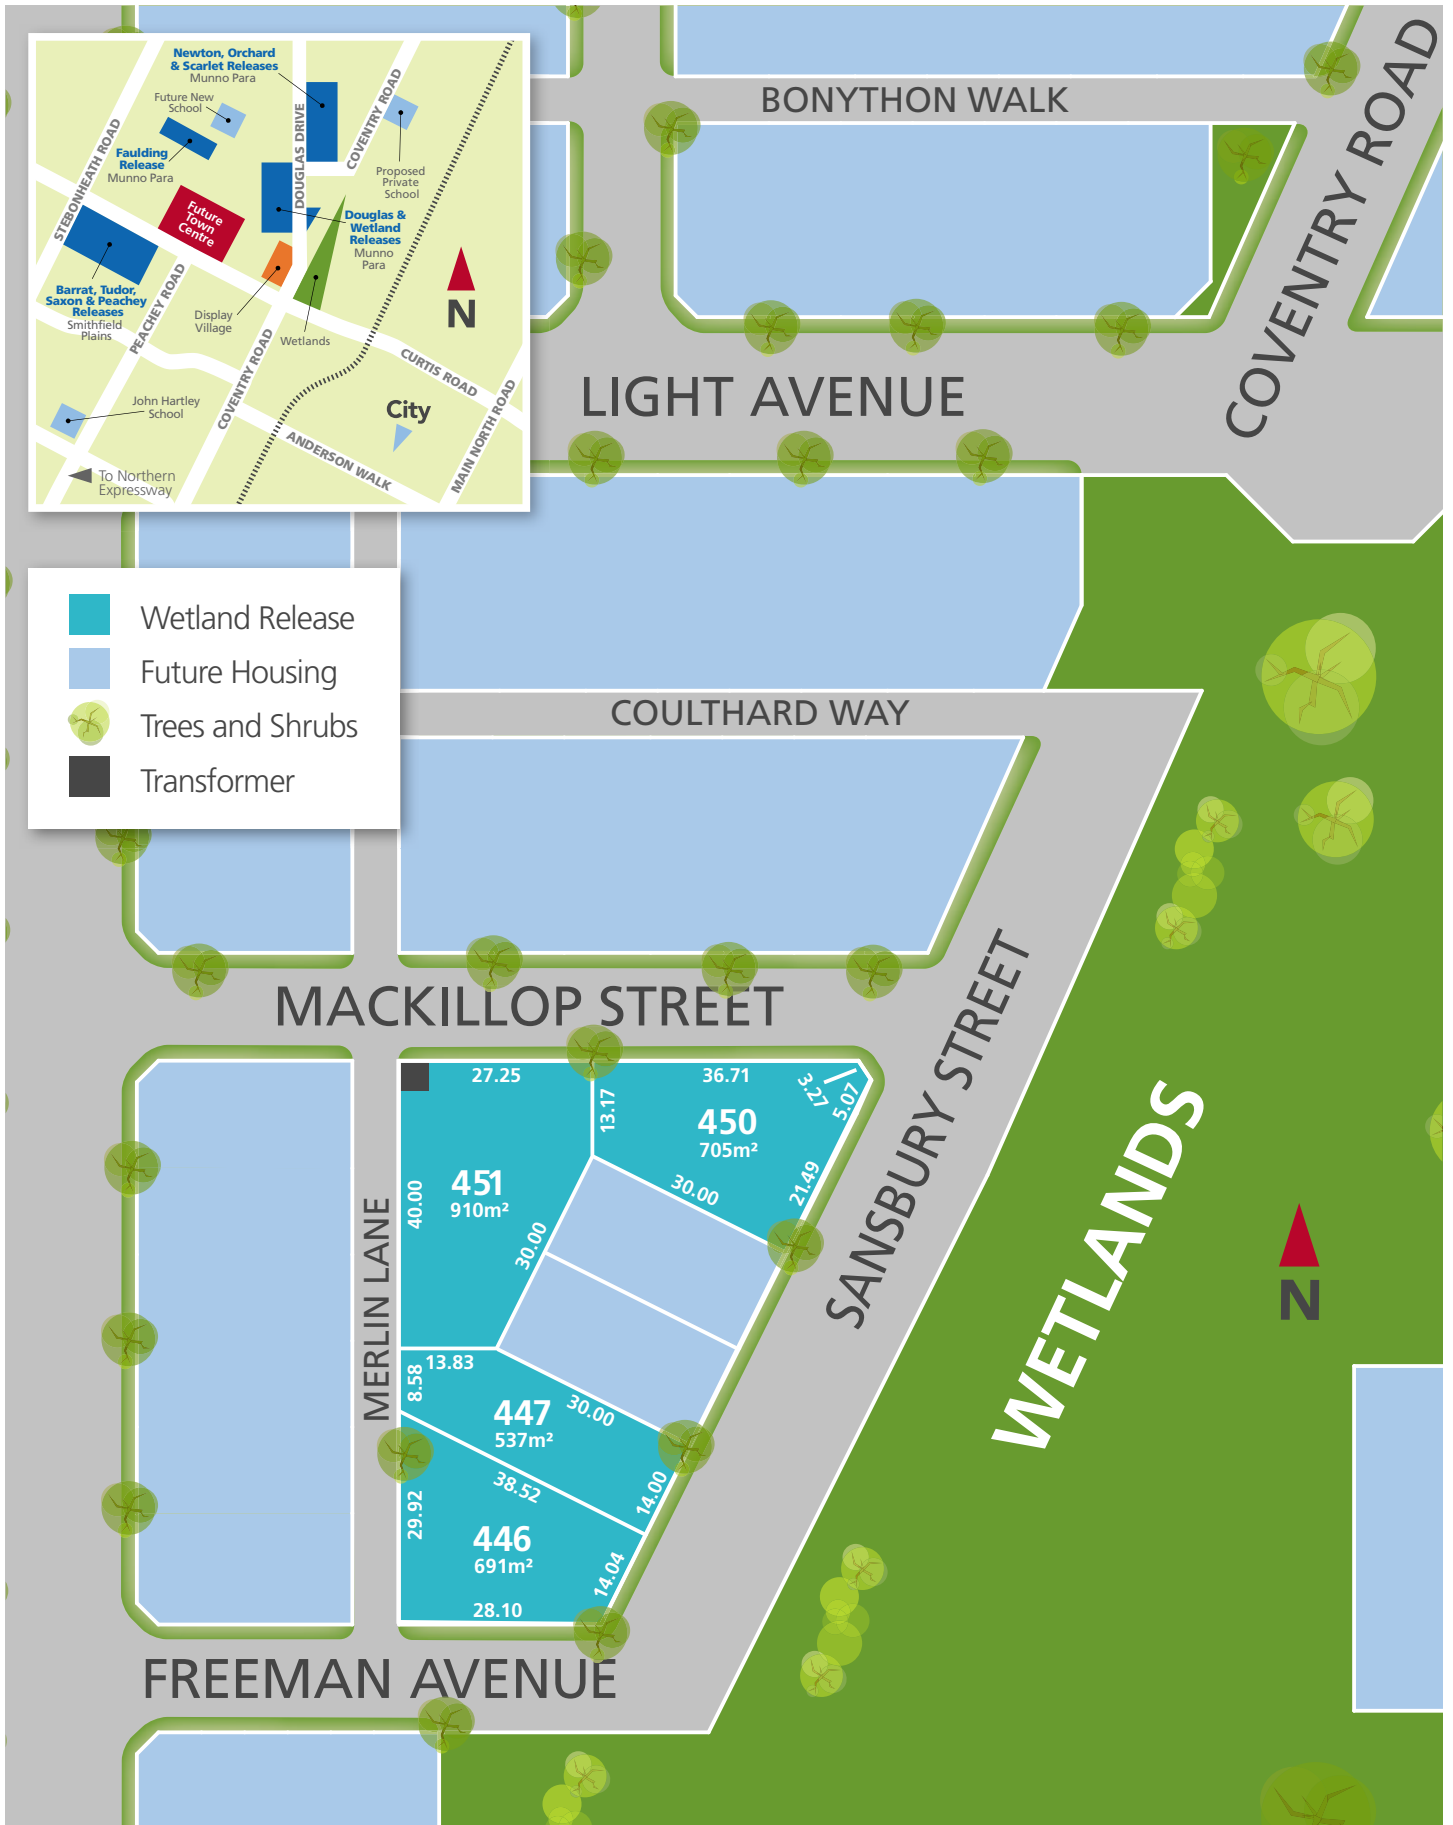 Newton, Orchard
& Scarlet Releases
Munno Para
Future New
School
Faulding
Release
Munno Para
STEBONHEATH ROAD
DOUGLAS DRIVE
COVENTRY ROAD
Proposed
Private
School
Future
Town
Centre
Douglas &
Wetland
Releases
Munno
Para
Barrat, Tudor,
Saxon & Peachey
Releases
Smithfield
Plains
PEACHEY ROAD
Display
Village
Wetlands
N
COVENTRY ROAD
CURTIS ROAD
John Hartley
School
City
ANDERSON WALK
MAIN NORTH ROAD
To Northern
Expressway
BONYTHON WALK
COVENTRY ROAD
LIGHT AVENUE
Wetland Release
Future Housing
Trees and Shrubs
Transformer
COULTHARD WAY
MACKILLOP STREET
SANSBURY STREET
WETLANDS
N
MERLIN LANE
27.25
36.71
3.27
5.07
13.17
450
705m²
21.49
30.00
451
910m²
40.00
30.00
13.83
8.58
447
537m²
30.00
14.00
38.52
29.92
446
691m²
14.04
28.10
FREEMAN AVENUE